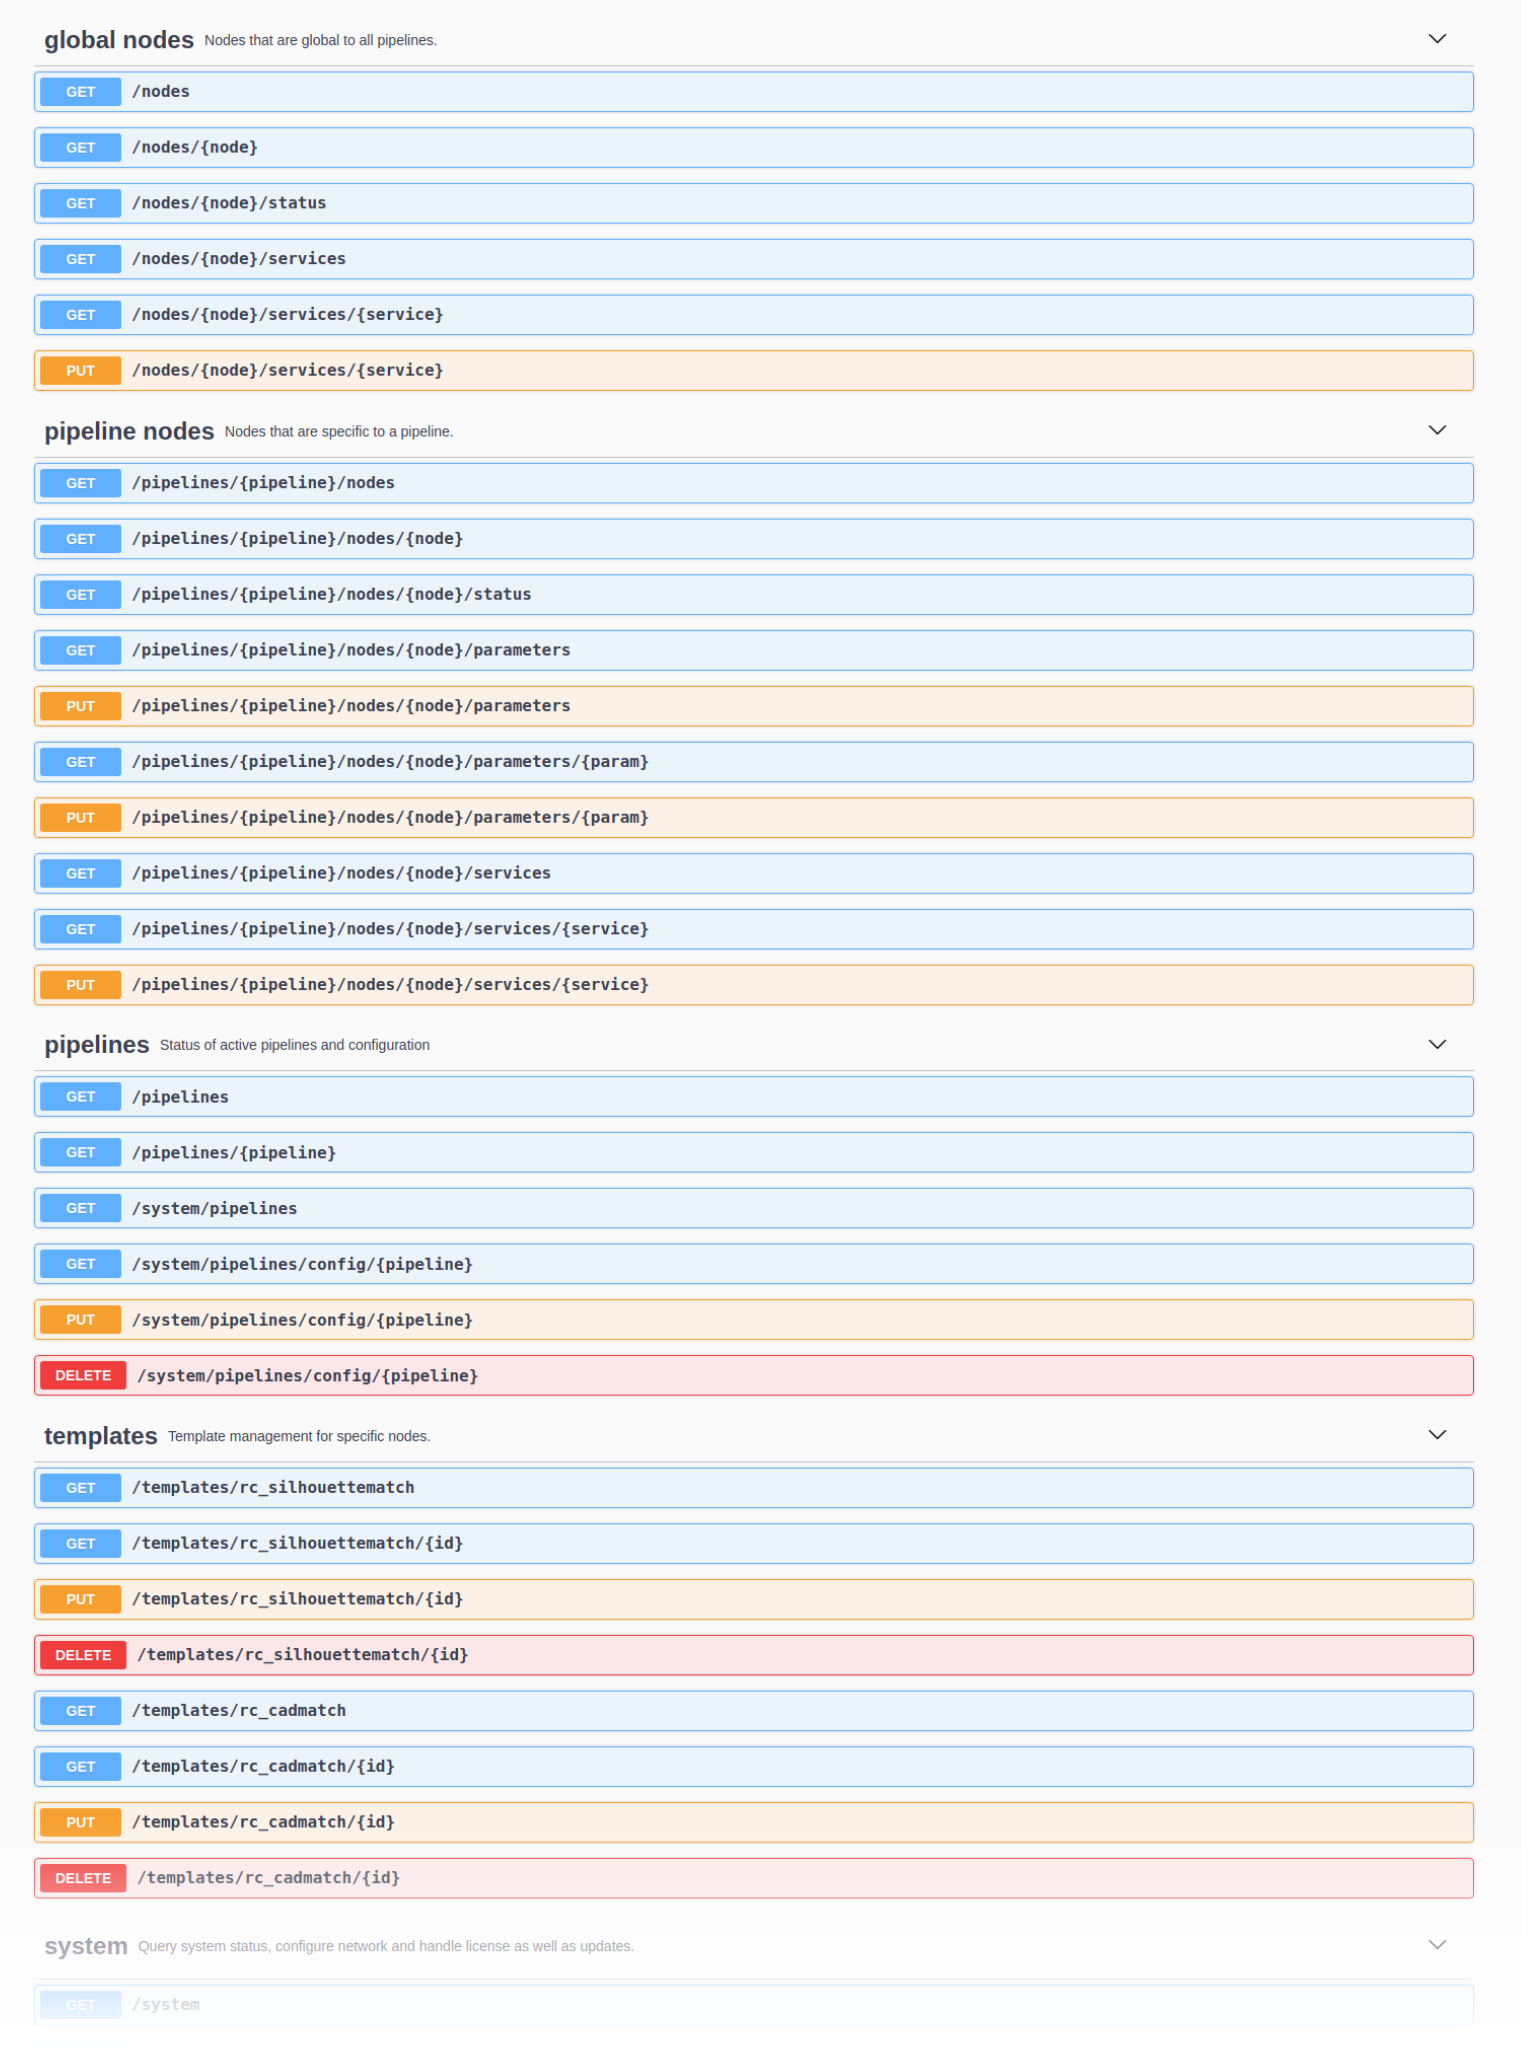 global nodes Nodes that are global to all pipelines.
GET /nodes
GET /nodes/{node}
GET /nodes/{node}/status
GET /nodes/{node}/services
GET /nodes/{node}/services/{service}
PUT /nodes/{node}/services/{service}
pipeline nodes Nodes that are specific to a pipeline.
GET /pipelines/{pipeline}/nodes
GET /pipelines/{pipeline}/nodes/{node}
GET /pipelines/{pipeline}/nodes/{node}/status
GET /pipelines/{pipeline}/nodes/{node}/parameters
PUT /pipelines/{pipeline}/nodes/{node}/parameters
GET /pipelines/{pipeline}/nodes/{node}/parameters/{param}
PUT /pipelines/{pipeline}/nodes/{node}/parameters/{param}
GET /pipelines/{pipeline}/nodes/{node}/services
GET /pipelines/{pipeline}/nodes/{node}/services/{service}
PUT /pipelines/{pipeline}/nodes/{node}/services/{service}
pipelines Status of active pipelines and configuration
GET /pipelines
GET /pipelines/{pipeline}
GET /system/pipelines
GET /system/pipelines/config/{pipeline}
PUT /system/pipelines/config/{pipeline}
DELETE /system/pipelines/config/{pipeline}
templates Template management for specific nodes.
GET /templates/rc_silhouettematch
GET /templates/rc_silhouettematch/{id}
PUT /templates/rc_silhouettematch/{id}
DELETE /templates/rc_silhouettematch/{id}
GET /templates/rc_cadmatch
GET /templates/rc_cadmatch/{id}
PUT /templates/rc_cadmatch/{id}
DELETE /templates/rc_cadmatch/{id}
system Query system status, configure network and handle license as well as updates.
GET /system